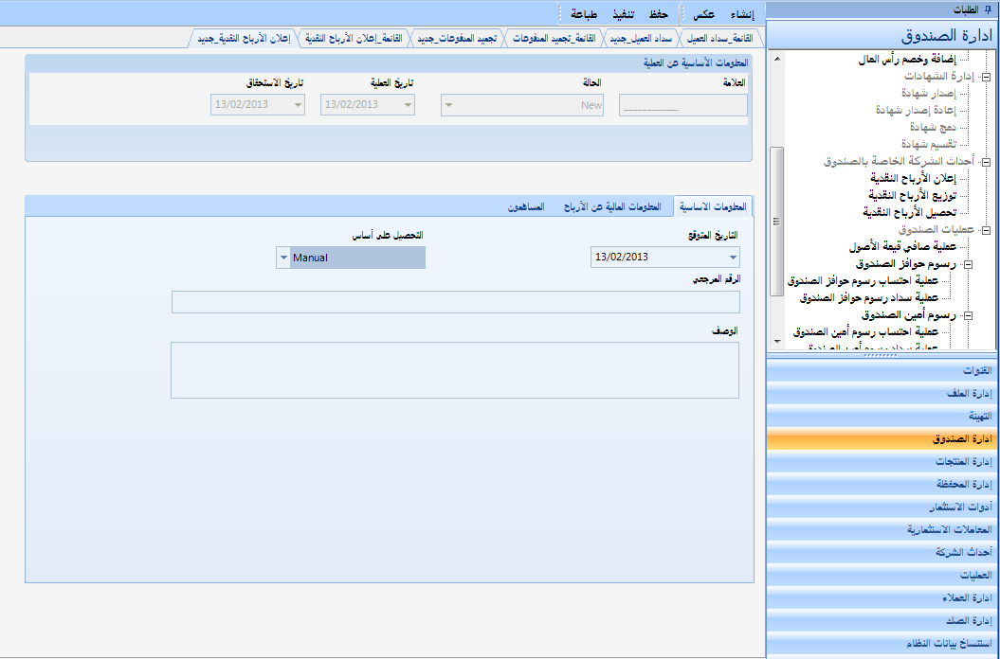 الطلبات
ادارة الصندوق
إضافة وخصم رأس المال
إدارة الشهادات
إصدار شهادة
إعادة إصدار شهادة
دمج شهادة
تقسيم شهادة
أحداث الشركة الخاصة بالصندوق
إعلان الأرباح النقدية
توزيع الأرباح النقدية
تحصيل الأرباح النقدية
عمليات الصندوق
عملية صافي قيمة الأصول
رسوم حوافز الصندوق
عملية احتساب رسوم حوافز الصندوق
عملية سداد رسوم حوافز الصندوق
رسوم أمين الصندوق
عملية احتساب رسوم أمين الصندوق
عملية سداد رسوم أمين الصندوق
القنوات
إدارة الملف
التهيئة
ادارة الصندوق
إدارة المنتجات
إدارة المحفظة
أدوات الاستثمار
المعاملات الاستثمارية
أحداث الشركة
العمليات
ادارة العملاء
إدارة الصك
استنساخ بيانات النظام
إنشاء عكس حفظ تنفيذ طباعة
القائمة_سداد العميل سداد العميل_جديد القائمة_تجميد المدفوعات تجميد المدفوعات_جديد القائمة_إعلان الأرباح النقدية إعلان الأرباح النقدية_جديد
المعلومات الأساسية عن العملية
العلامة الحالة تاريخ العملية تاريخ الاستحقاق
____________ New 13/02/2013 13/02/2013
المعلومات الاساسية المعلومات المالية عن الأرباح المساهمون
التاريخ المتوقع التحصيل على أساس
13/02/2013 Manual
الرقم المرجعي
الوصف